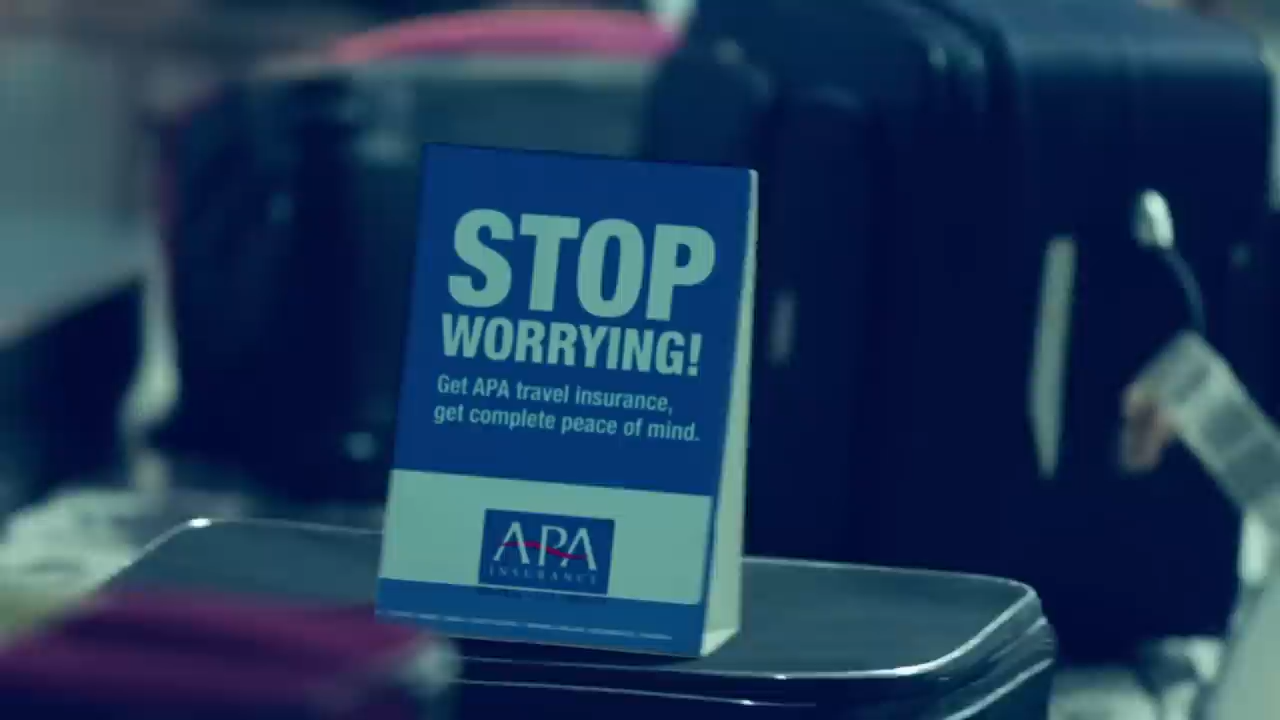 STOP
WORRYING!
Get APA travel insurance,
get complete peace of mind.
APA
INSURANCE